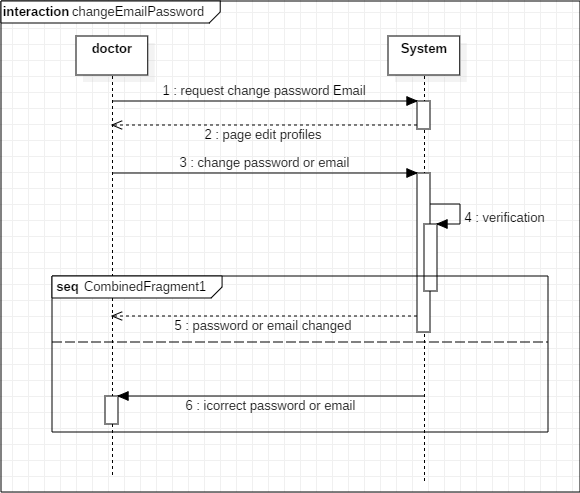 interaction changeEmailPassword
doctor
System
1 : request change password Email
2 : page edit profiles
3 : change password or email
4 : verification
seq CombinedFragment1
5 : password or email changed
6 : icorrect password or email